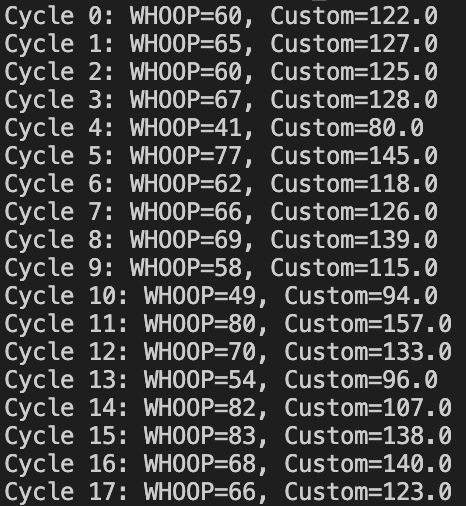 Cycle 0: WHOOP=60, Custom=122.0
Cycle 1: WHOOP=65, Custom=127.0
Cycle 2: WHOOP=60, Custom=125.0
Cycle 3: WHOOP=67, Custom=128.0
Cycle 4: WHOOP=41, Custom=80.0
Cycle 5: WHOOP=77, Custom=145.0
Cycle 6: WHOOP=62, Custom=118.0
Cycle 7: WHOOP=66, Custom=126.0
Cycle 8: WHOOP=69, Custom=139.0
Cycle 9: WHOOP=58, Custom=115.0
Cycle 10: WHOOP=49, Custom=94.0
Cycle 11: WHOOP=80, Custom=157.0
Cycle 12: WHOOP=70, Custom=133.0
Cycle 13: WHOOP=54, Custom=96.0
Cycle 14: WHOOP=82, Custom=107.0
Cycle 15: WHOOP=83, Custom=138.0
Cycle 16: WHOOP=68, Custom=140.0
Cycle 17: WHOOP=66, Custom=123.0